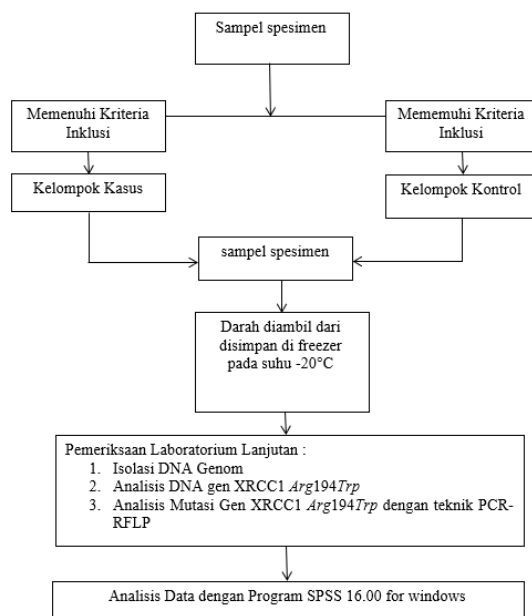 Sampel spesimen
Memenuhi Kriteria
Inklusi
Mememuhi Kriteria
Inklusi
Kelompok Kasus
Kelompok Kontrol
sampel spesimen
Darah diambil dari
disimpan di freezer
pada suhu -20°C
Pemeriksaan Laboratorium Lanjutan :
1. Isolasi DNA Genom
2. Analisis DNA gen XRCC1 Arg194Trp
3. Analisis Mutasi Gen XRCC1 Arg194Trp dengan teknik PCR-
RFLP
Analisis Data dengan Program SPSS 16.00 for windows